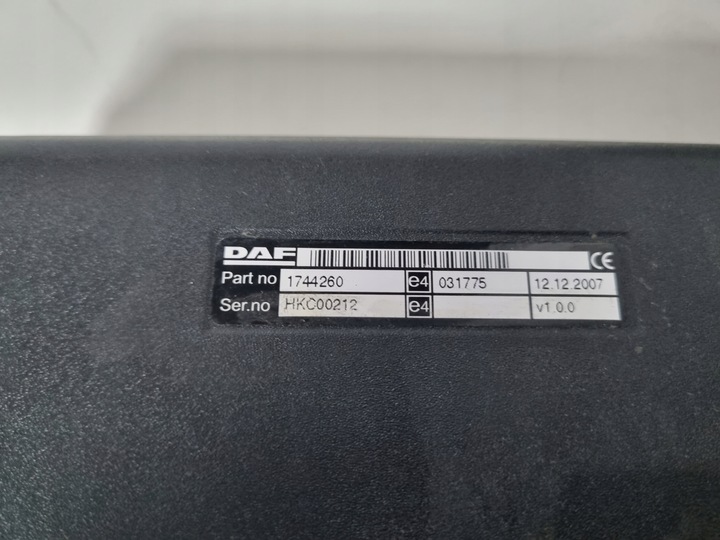 DAF CE
Part no 1744260 e4 031775 12.12.2007
Ser.no HKC00212 e4 v1.0.0